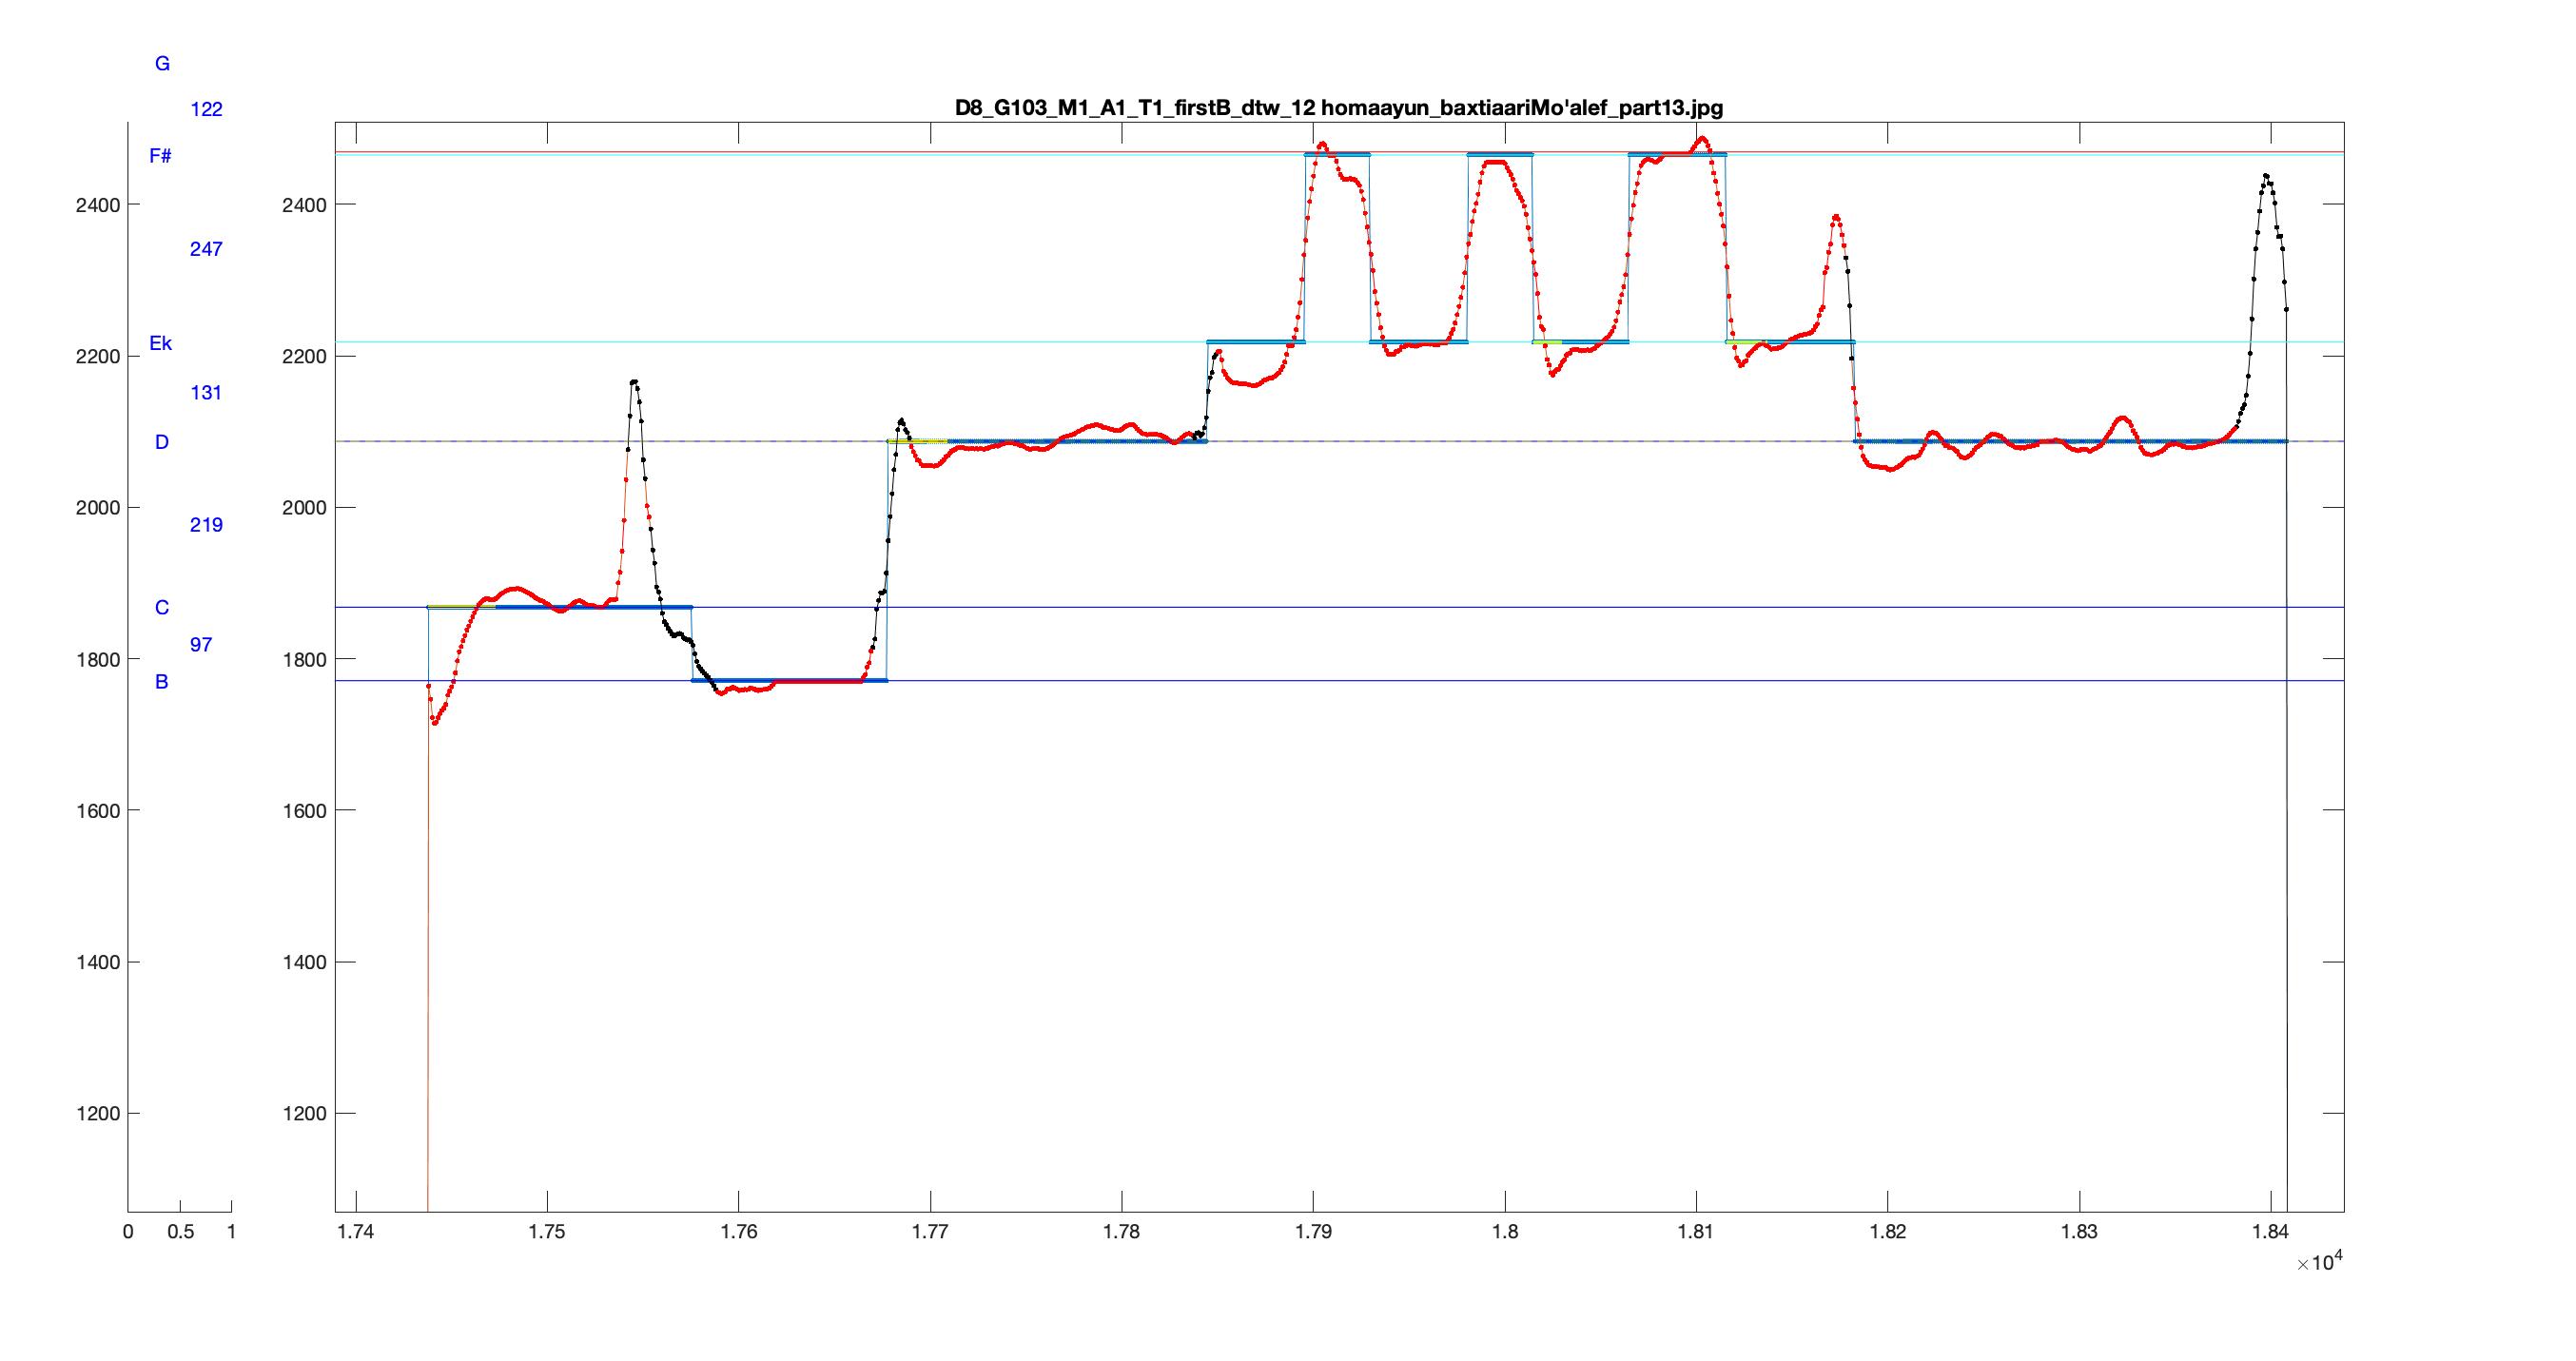 G
122
D8_G103_M1_A1_T1_firstB_dtw_12 homaayun_baxtiaariMo'alef_part13.jpg
F#
2400 2400
247
Ek
2200 2200
131
D
2000 219 2000
C
97
1800 1800
B
1600 1600
1400 1400
1200 1200
0 0.5 1 1.74 1.75 1.76 1.77 1.78 1.79 1.8 1.81 1.82 1.83 1.84
×10⁴